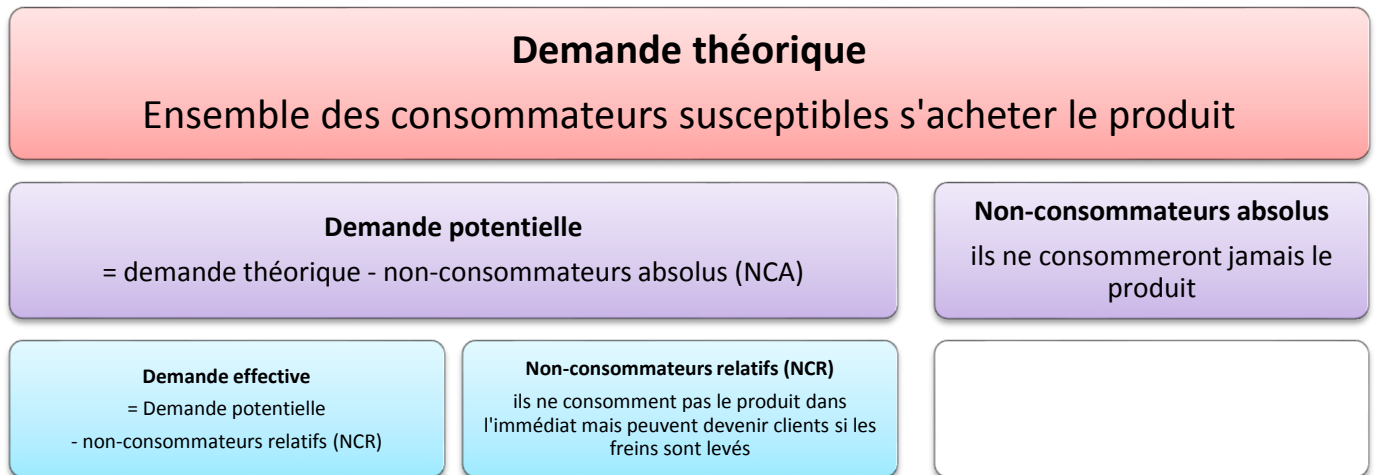 Demande théorique
Ensemble des consommateurs susceptibles s'acheter le produit
Demande potentielle
= demande théorique - non-consommateurs absolus (NCA)
Non-consommateurs absolus
ils ne consommeront jamais le
produit
Demande effective
= Demande potentielle
- non-consommateurs relatifs (NCR)
Non-consommateurs relatifs (NCR)
ils ne consomment pas le produit dans
l'immédiat mais peuvent devenir clients si les
freins sont levés